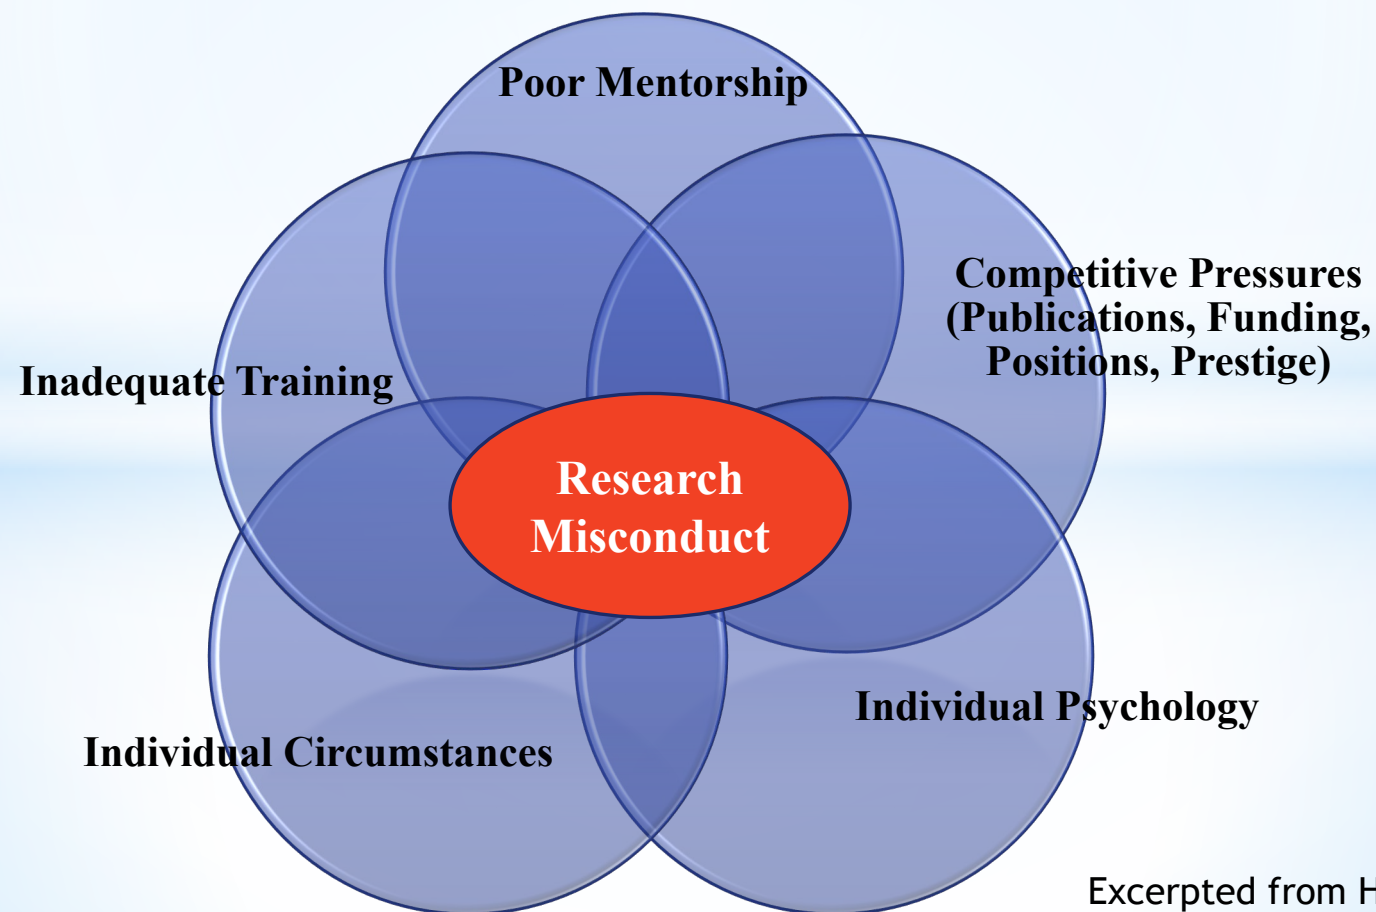 Poor Mentorship
Competitive Pressures
(Publications, Funding,
Positions, Prestige)
Inadequate Training
Research
Misconduct
Individual Psychology
Individual Circumstances
Excerpted from H